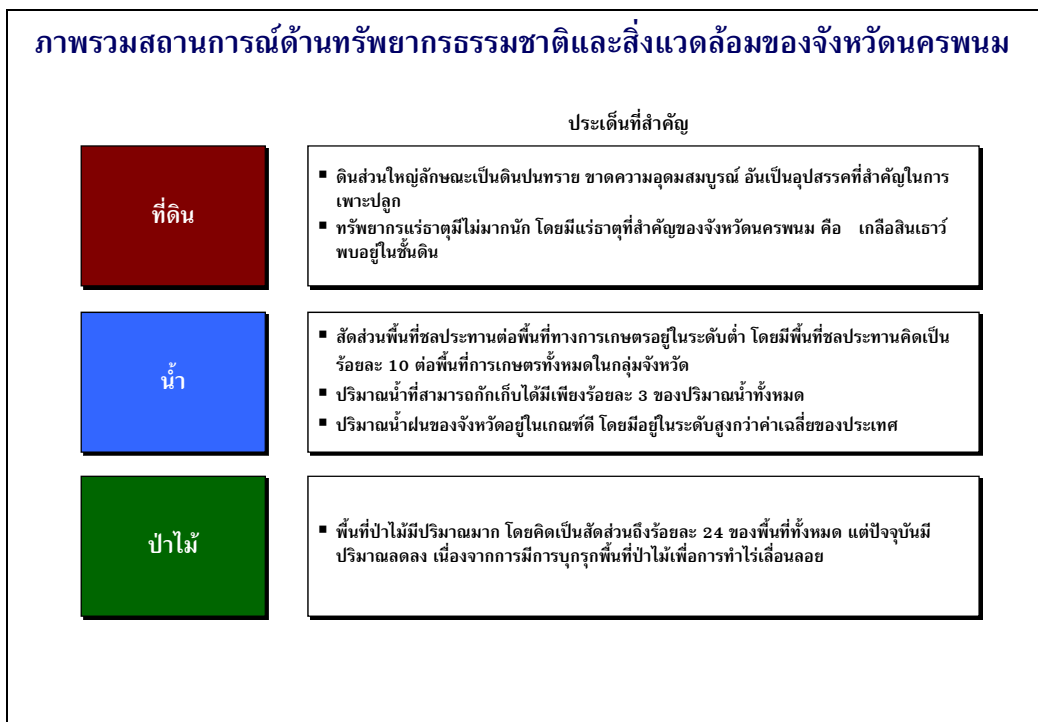 ภาพรวมสถานการณ์ด้านทรัพยากรธรรมชาติและสิ่งแวดล้อมของจังหวัดนครพนม
ประเด็นที่สำคัญ
ที่ดิน
▪ ดินส่วนใหญ่ลักษณะเป็นดินปนทราย ขาดความอุดมสมบูรณ์ อันเป็นอุปสรรคที่สำคัญในการ
เพาะปลูก
▪ ทรัพยากรแร่ธาตุมีไม่มากนัก โดยมีแร่ธาตุที่สำคัญของจังหวัดนครพนม คือ เกลือสินเธาว์
พบอยู่ในชั้นดิน
น้ำ
▪ สัดส่วนพื้นที่ชลประทานต่อพื้นที่ทางการเกษตรอยู่ในระดับต่ำ โดยมีพื้นที่ชลประทานคิดเป็น
ร้อยละ 10 ต่อพื้นที่การเกษตรทั้งหมดในกลุ่มจังหวัด
▪ ปริมาณน้ำที่สามารถกักเก็บได้มีเพียงร้อยละ 3 ของปริมาณน้ำทั้งหมด
▪ ปริมาณน้ำฝนของจังหวัดอยู่ในเกณฑ์ดี โดยมีอยู่ในระดับสูงกว่าค่าเฉลี่ยของประเทศ
ป่าไม้
▪ พื้นที่ป่าไม้มีปริมาณมาก โดยคิดเป็นสัดส่วนถึงร้อยละ 24 ของพื้นที่ทั้งหมด แต่ปัจจุบันมี
ปริมาณลดลง เนื่องจากการมีการบุกรุกพื้นที่ป่าไม้เพื่อการทำไร่เลื่อนลอย